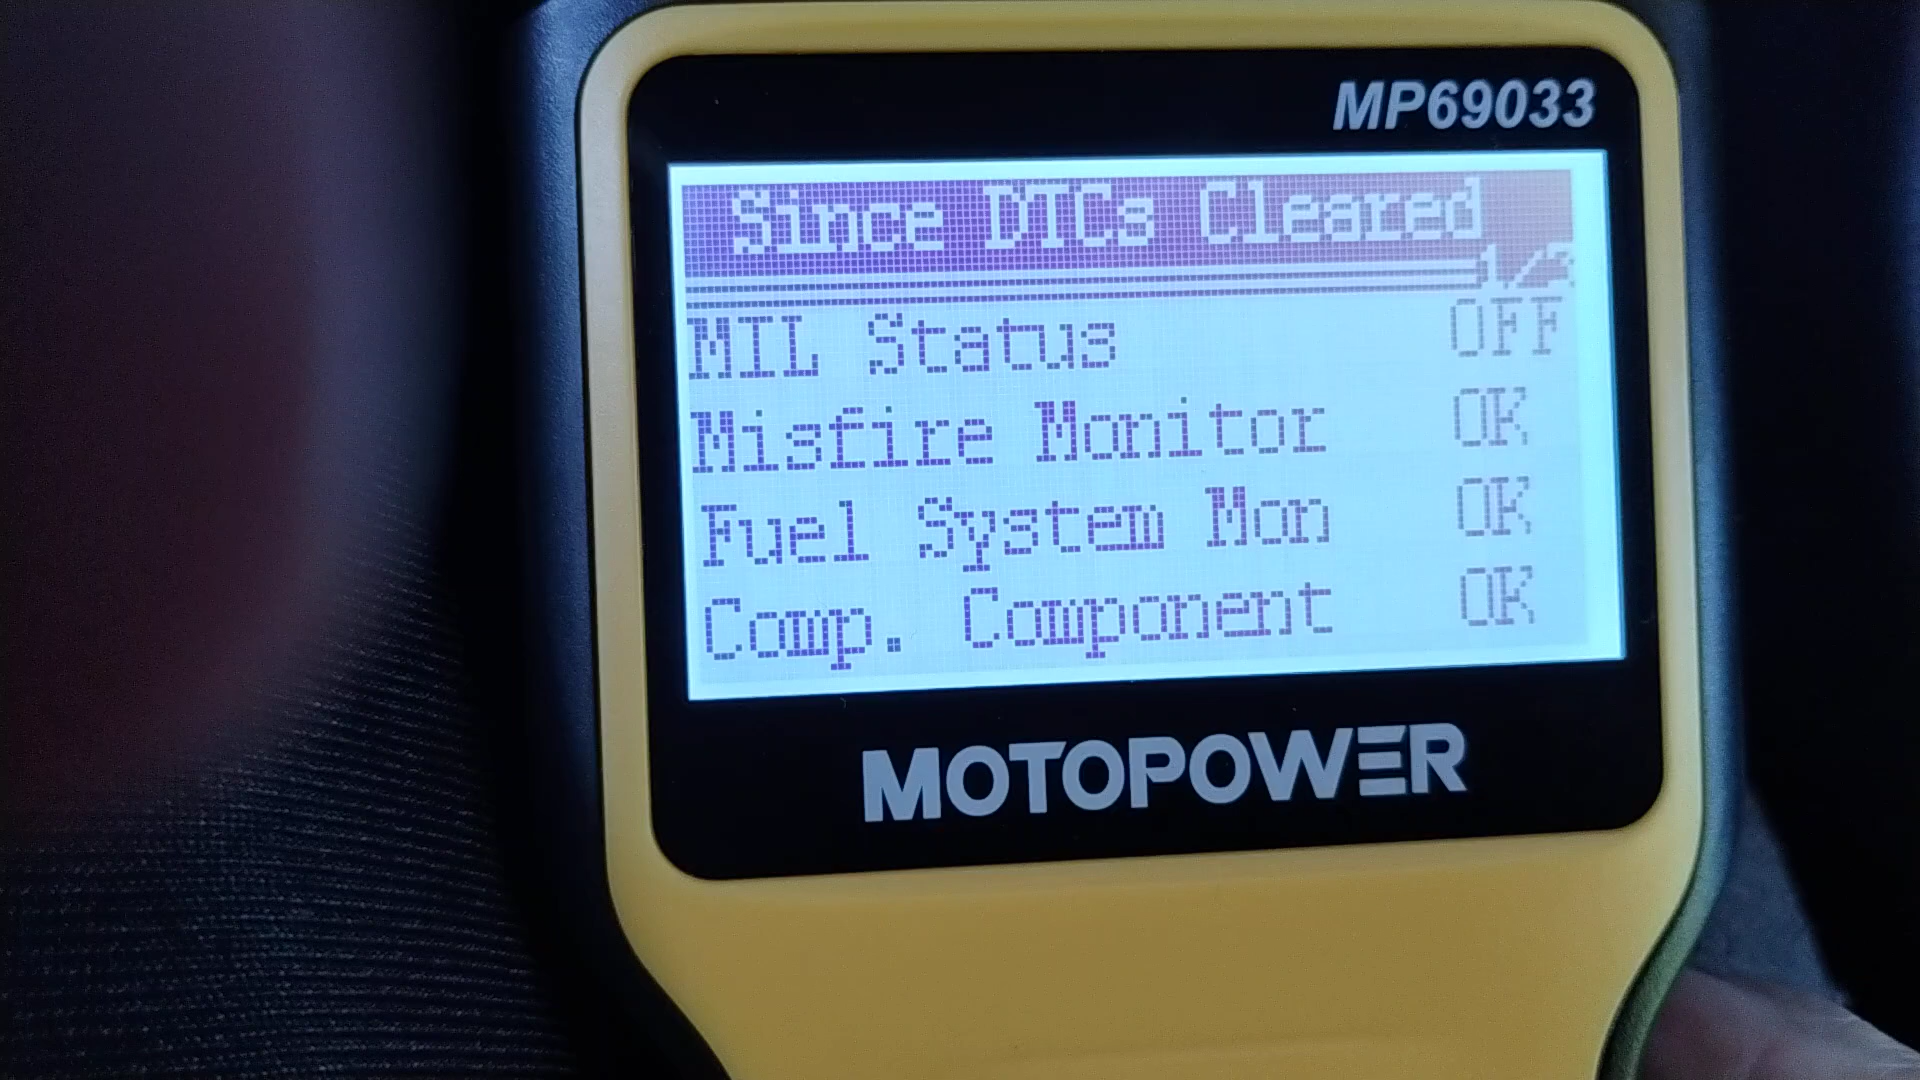 MP69033
Since DTCs Cleared
MIL Status OFF
Misfire Monitor OK
Fuel System Mon OK
Comp. Component OK
MOTOPOWER